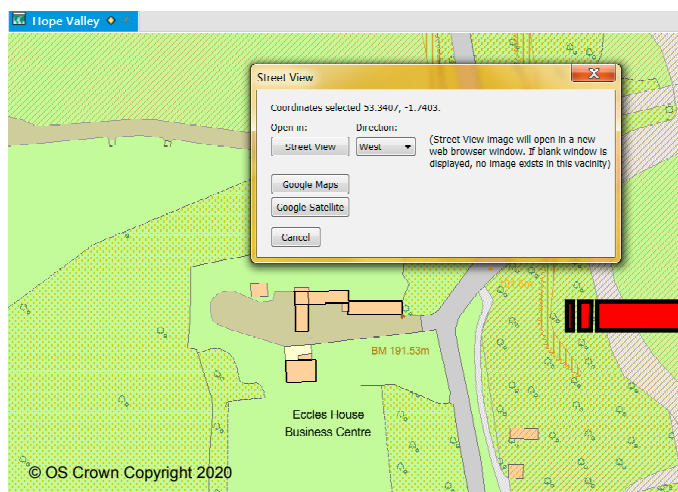 Hope Valley
Street View
Coordinates selected 53.3407, -1.7403.
Open in:
Direction:
Street View
West
(Street View image will open in a new
web browser window. If blank window is
displayed, no image exists in this vacinity)
Google Maps
Google Satellite
Cancel
BM 191.53m
Eccles House
Business Centre
© OS Crown Copyright 2020